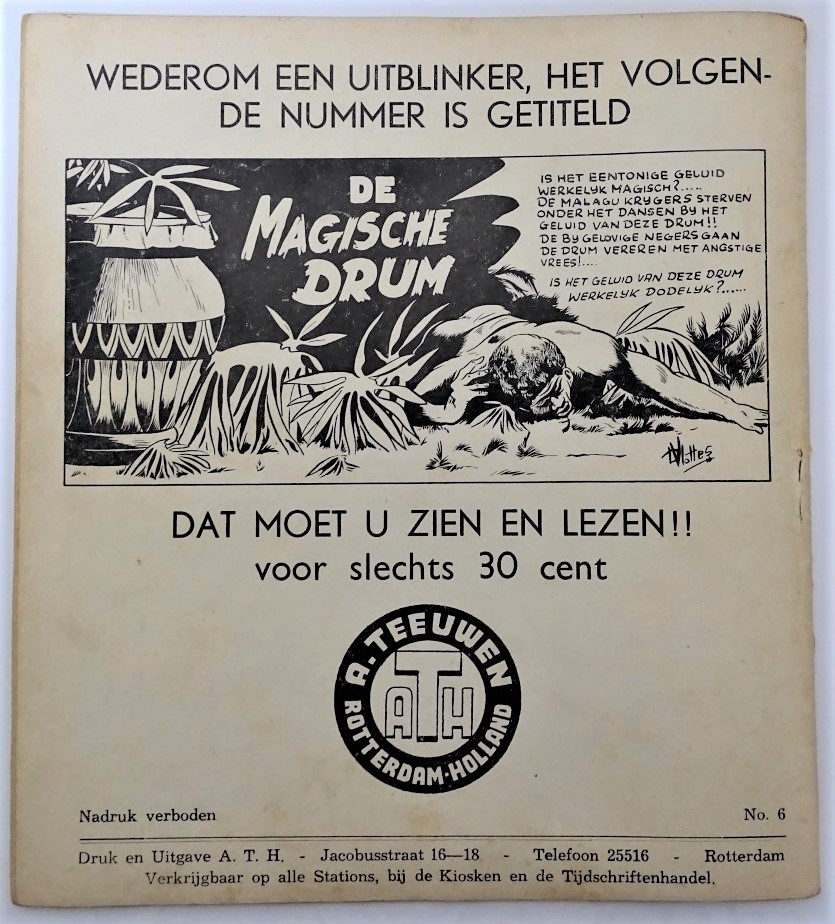 WEDEROM EEN UITBLINKER, HET VOLGEN-
DE NUMMER IS GETITELD
DE
MAGISCHE
DRUM
IS HET EENTONIGE GELUID
WERKELYK MAGISCH?.....
DE MALAGU KRYGERS STERVEN
ONDER HET DANSEN BY HET
GELUID VAN DEZE DRUM!!
DE BYGELOVIGE NEGERS GAAN
DE DRUM VEREREN MET ANGSTIGE
VREES!....
IS HET GELUID VAN DEZE DRUM
WERKELYK DODELYK?......
DAT MOET U ZIEN EN LEZEN!!
voor slechts 30 cent
A. TEEUWEN
ATH
ROTTERDAM-HOLLAND
Nadruk verboden No. 6
Druk en Uitgave A. T. H. - Jacobusstraat 16—18 - Telefoon 25516 - Rotterdam
Verkrijgbaar op alle Stations, bij de Kiosken en de Tijdschriftenhandel.